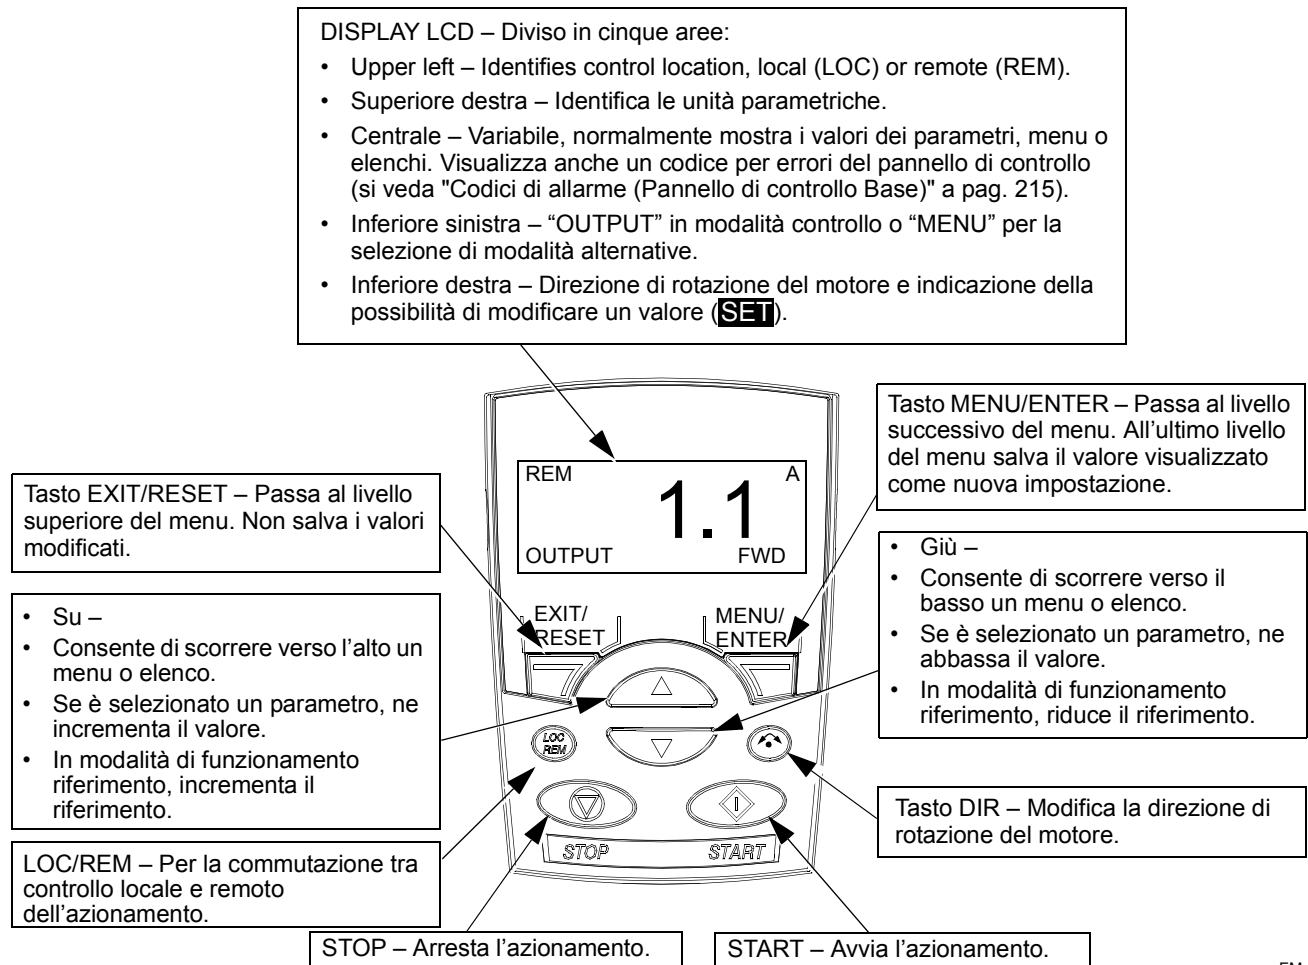 DISPLAY LCD – Diviso in cinque aree:
• Upper left – Identifies control location, local (LOC) or remote (REM).
• Superiore destra – Identifica le unità parametriche.
• Centrale – Variabile, normalmente mostra i valori dei parametri, menu o
elenchi. Visualizza anche un codice per errori del pannello di controllo
(si veda "Codici di allarme (Pannello di controllo Base)" a pag. 215).
• Inferiore sinistra – “OUTPUT” in modalità controllo o “MENU” per la
selezione di modalità alternative.
• Inferiore destra – Direzione di rotazione del motore e indicazione della
possibilità di modificare un valore (SET).
Tasto MENU/ENTER – Passa al livello
successivo del menu. All’ultimo livello
del menu salva il valore visualizzato
come nuova impostazione.
Tasto EXIT/RESET – Passa al livello
superiore del menu. Non salva i valori
modificati.
REM
A
1.1
OUTPUT
FWD
• Giù –
• Consente di scorrere verso il
basso un menu o elenco.
• Se è selezionato un parametro, ne
abbassa il valore.
• In modalità di funzionamento
riferimento, riduce il riferimento.
EXIT/
RESET
MENU/
ENTER
• Su –
• Consente di scorrere verso l’alto un
menu o elenco.
• Se è selezionato un parametro, ne
incrementa il valore.
• In modalità di funzionamento
riferimento, incrementa il
riferimento.
LOC
REM
Tasto DIR – Modifica la direzione di
rotazione del motore.
STOP
START
LOC/REM – Per la commutazione tra
controllo locale e remoto
dell’azionamento.
STOP – Arresta l’azionamento.
START – Avvia l’azionamento.